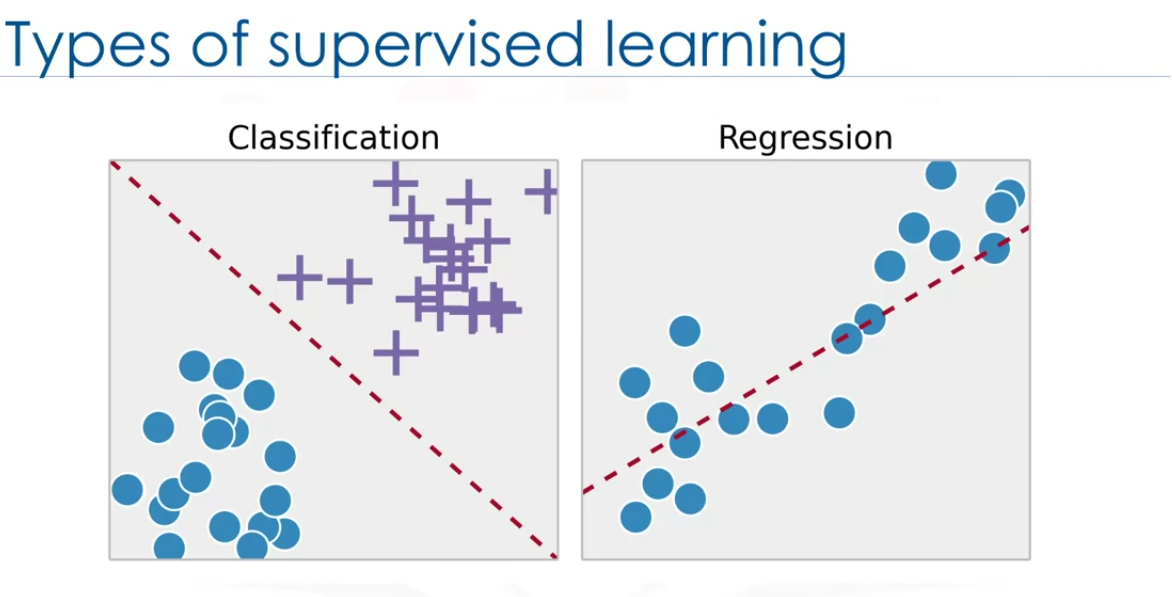 Types of supervised learning
Classification
Regression